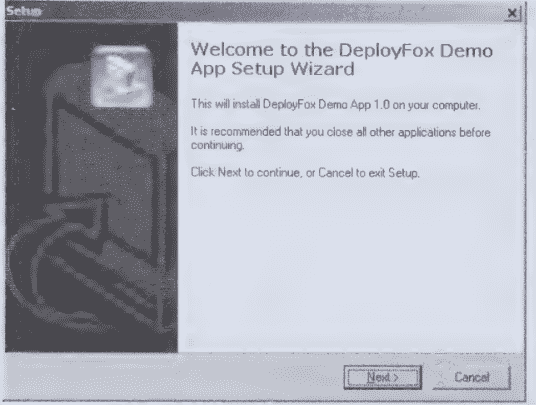 Setup
Welcome to the DeployFox Demo
App Setup Wizard
This will install DeployFox Demo App 1.0 on your computer.
It is recommended that you close all other applications before
continuing.
Click Next to continue, or Cancel to exit Setup.
Next >
Cancel